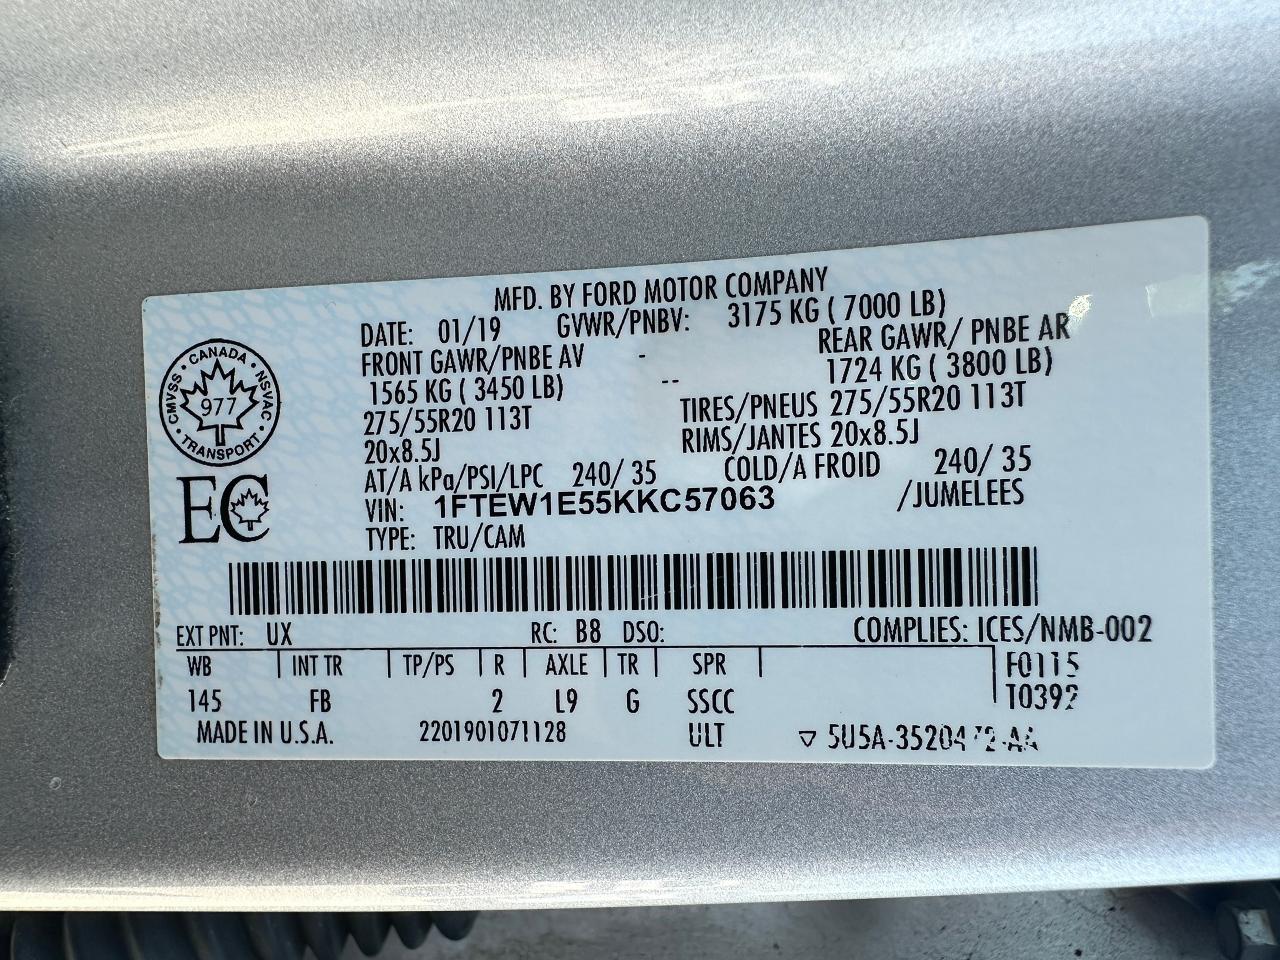 MFD. BY FORD MOTOR COMPANY
DATE: 01/19 GVWR/PNBV: 3175 KG ( 7000 LB)
FRONT GAWR/PNBE AV - REAR GAWR/ PNBE AR
1565 KG ( 3450 LB) -- 1724 KG ( 3800 LB)
275/55R20 113T TIRES/PNEUS 275/55R20 113T
20x8.5J RIMS/JANTES 20x8.5J
AT/A kPa/PSI/LPC 240/ 35 COLD/A FROID 240/ 35
VIN: 1FTEW1E55KKC57063 /JUMELEES
TYPE: TRU/CAM
CANADA • NSVAC • TRANSPORT • CMVSS •
977
EC
EXT PNT: UX RC: B8 DSO: COMPLIES: ICES/NMB-002
WB INT TR TP/PS R AXLE TR SPR F0115
145 FB 2 L9 G SSCC T0392
MADE IN U.S.A. 2201901071128 ULT ▽ 5U5A-3520472-AA